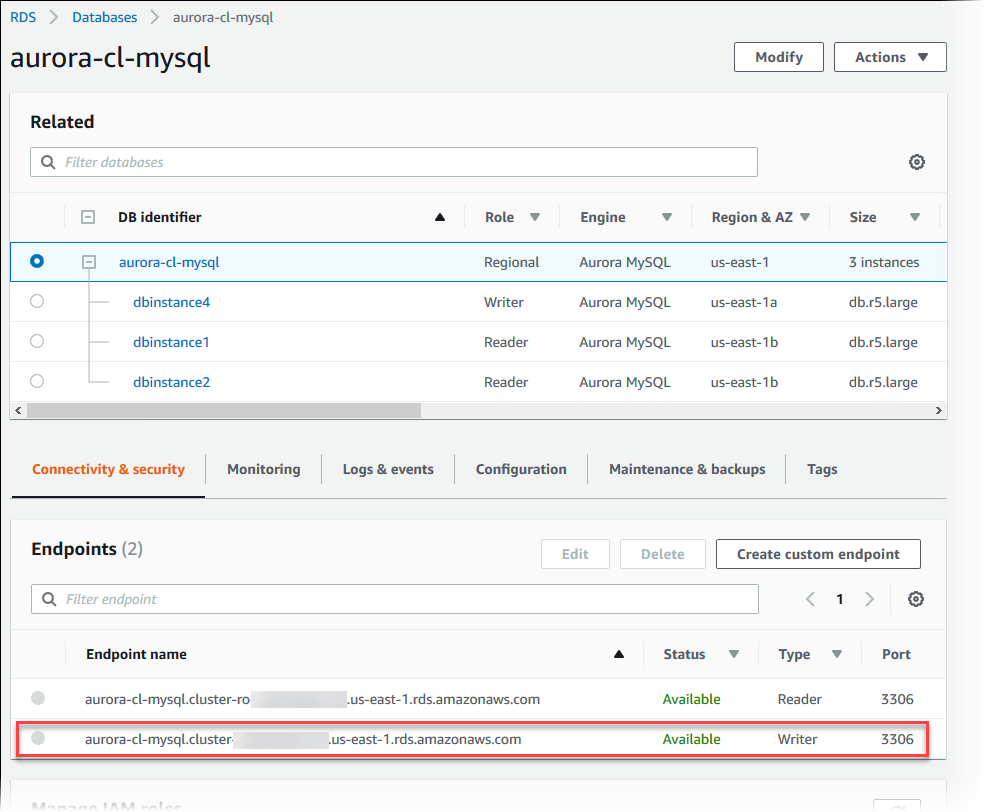 RDS > Databases > aurora-cl-mysql
aurora-cl-mysql
Modify Actions
Related
Filter databases
DB identifier Role Engine Region & AZ Size
aurora-cl-mysql Regional Aurora MySQL us-east-1 3 instances
dbinstance4 Writer Aurora MySQL us-east-1a db.r5.large
dbinstance1 Reader Aurora MySQL us-east-1b db.r5.large
dbinstance2 Reader Aurora MySQL us-east-1b db.r5.large
Connectivity & security Monitoring Logs & events Configuration Maintenance & backups Tags
Endpoints (2) Edit Delete Create custom endpoint
Filter endpoint 1
Endpoint name Status Type Port
aurora-cl-mysql.cluster-ro .us-east-1.rds.amazonaws.com Available Reader 3306
aurora-cl-mysql.cluster- .us-east-1.rds.amazonaws.com Available Writer 3306
Manage IAM roles